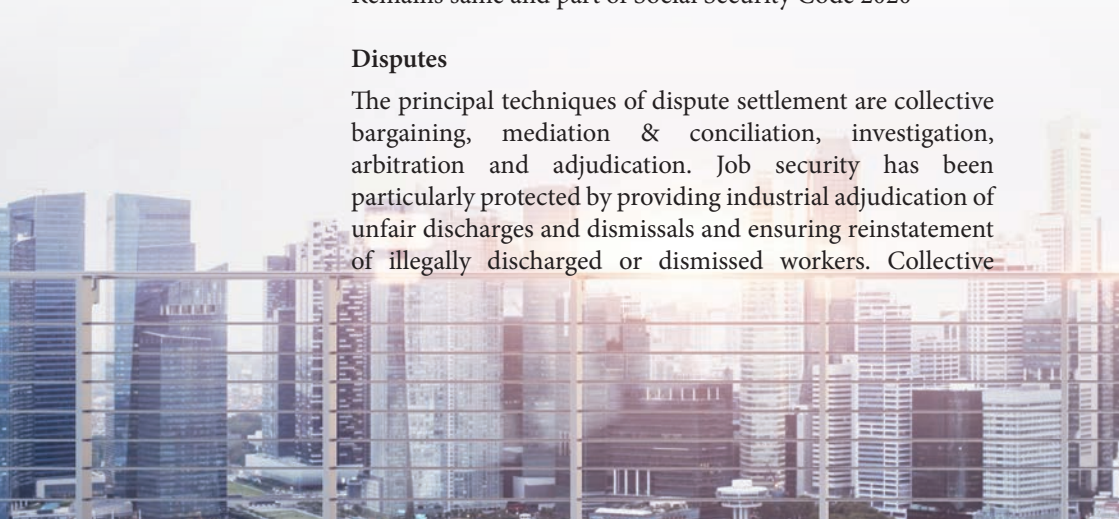 Remains same and part of Social Security Code 2020
Disputes
The principal techniques of dispute settlement are collective
bargaining, mediation & conciliation, investigation,
arbitration and adjudication. Job security has been
particularly protected by providing industrial adjudication of
unfair discharges and dismissals and ensuring reinstatement
of illegally discharged or dismissed workers. Collective